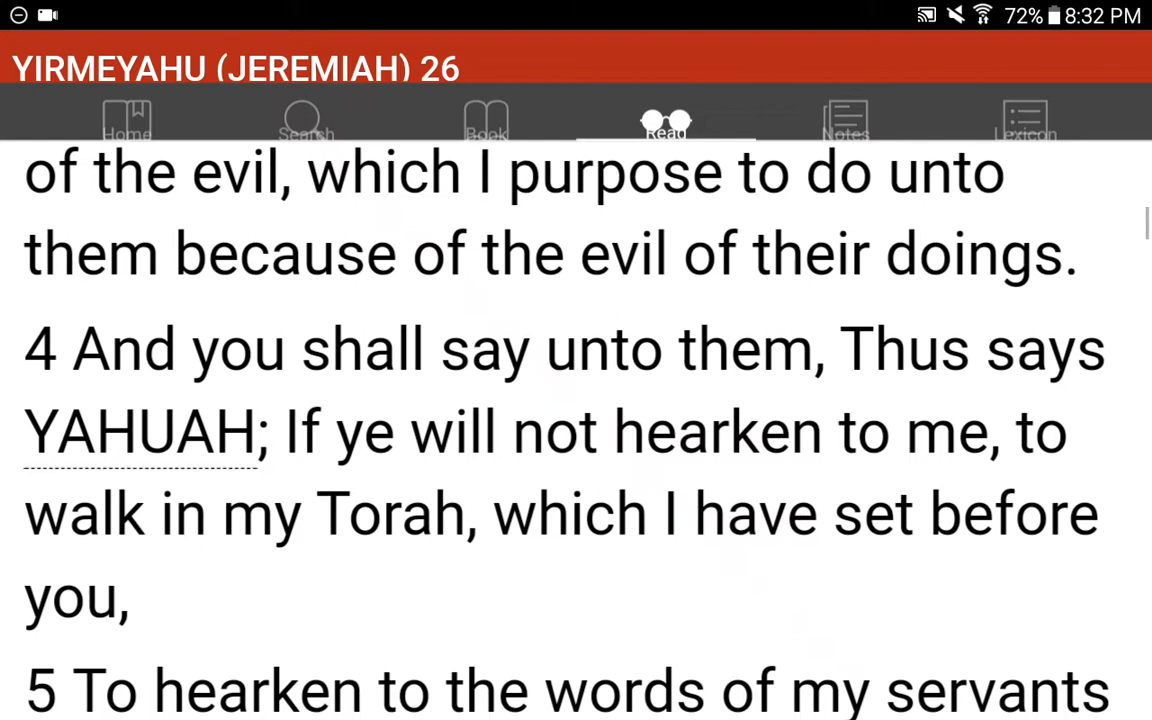 72% 8:32 PM
YIRMEYAHU (JEREMIAH) 26
Home Search Book Read Notes Lexicon
of the evil, which I purpose to do unto
them because of the evil of their doings.
4 And you shall say unto them, Thus says
YAHUAH; If ye will not hearken to me, to
walk in my Torah, which I have set before
you,
5 To hearken to the words of my servants